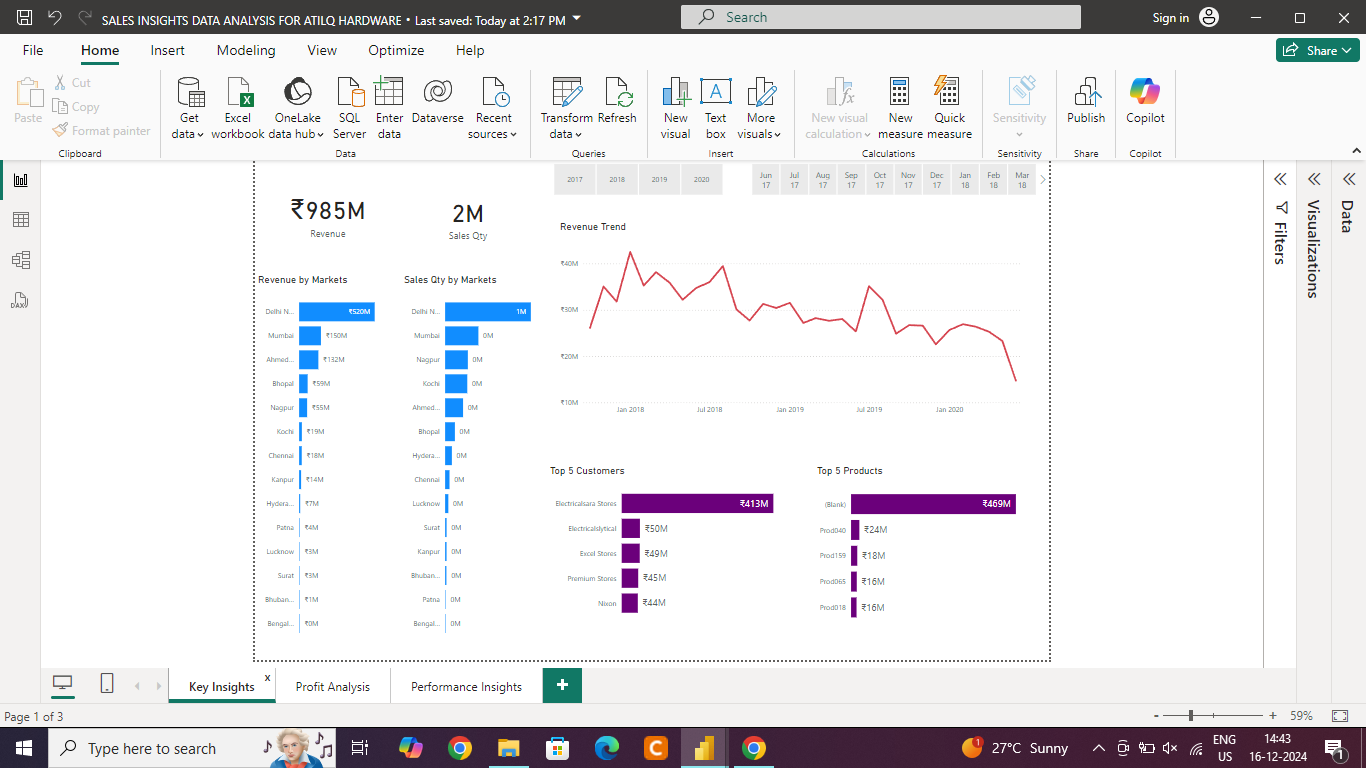 SALES INSIGHTS DATA ANALYSIS FOR ATILQ HARDWARE • Last saved: Today at 2:17 PM
Search
Sign in
File Home Insert Modeling View Optimize Help
Share
Paste
Cut
Copy
Format painter
Clipboard
Get data
Excel workbook
OneLake data hub
SQL Server
Enter data
Dataverse
Recent sources
Data
Transform data
Refresh
Queries
New visual
Text box
More visuals
Insert
New visual calculation
New measure
Quick measure
Calculations
Sensitivity
Sensitivity
Publish
Share
Copilot
Copilot
2017 2018 2019 2020
Jun 17 Jul 17 Aug 17 Sep 17 Oct 17 Nov 17 Dec 17 Jan 18 Feb 18 Mar 18
₹985M
Revenue
2M
Sales Qty
Revenue by Markets
Delhi N... ₹520M
Mumbai ₹150M
Ahmed... ₹132M
Bhopal ₹59M
Nagpur ₹55M
Kochi ₹19M
Chennai ₹18M
Kanpur ₹14M
Hydera... ₹7M
Patna ₹4M
Lucknow ₹3M
Surat ₹3M
Bhuban... ₹1M
Bengal... ₹0M
Sales Qty by Markets
Delhi N... 1M
Mumbai 0M
Nagpur 0M
Kochi 0M
Ahmed... 0M
Bhopal 0M
Hydera... 0M
Chennai 0M
Lucknow 0M
Surat 0M
Kanpur 0M
Bhuban... 0M
Patna 0M
Bengal... 0M
Revenue Trend
₹40M
₹30M
₹20M
₹10M
Jan 2018 Jul 2018 Jan 2019 Jul 2019 Jan 2020
Top 5 Customers
Electricalsara Stores ₹413M
Electricalslytical ₹50M
Excel Stores ₹49M
Premium Stores ₹45M
Nixon ₹44M
Top 5 Products
(Blank) ₹469M
Prod040 ₹24M
Prod159 ₹18M
Prod065 ₹16M
Prod018 ₹16M
Filters
Visualizations
Data
DAX
Key Insights x
Profit Analysis
Performance Insights
+
Page 1 of 3
- + 59%
Type here to search
27°C Sunny
ENG
US
14:43
16-12-2024
1